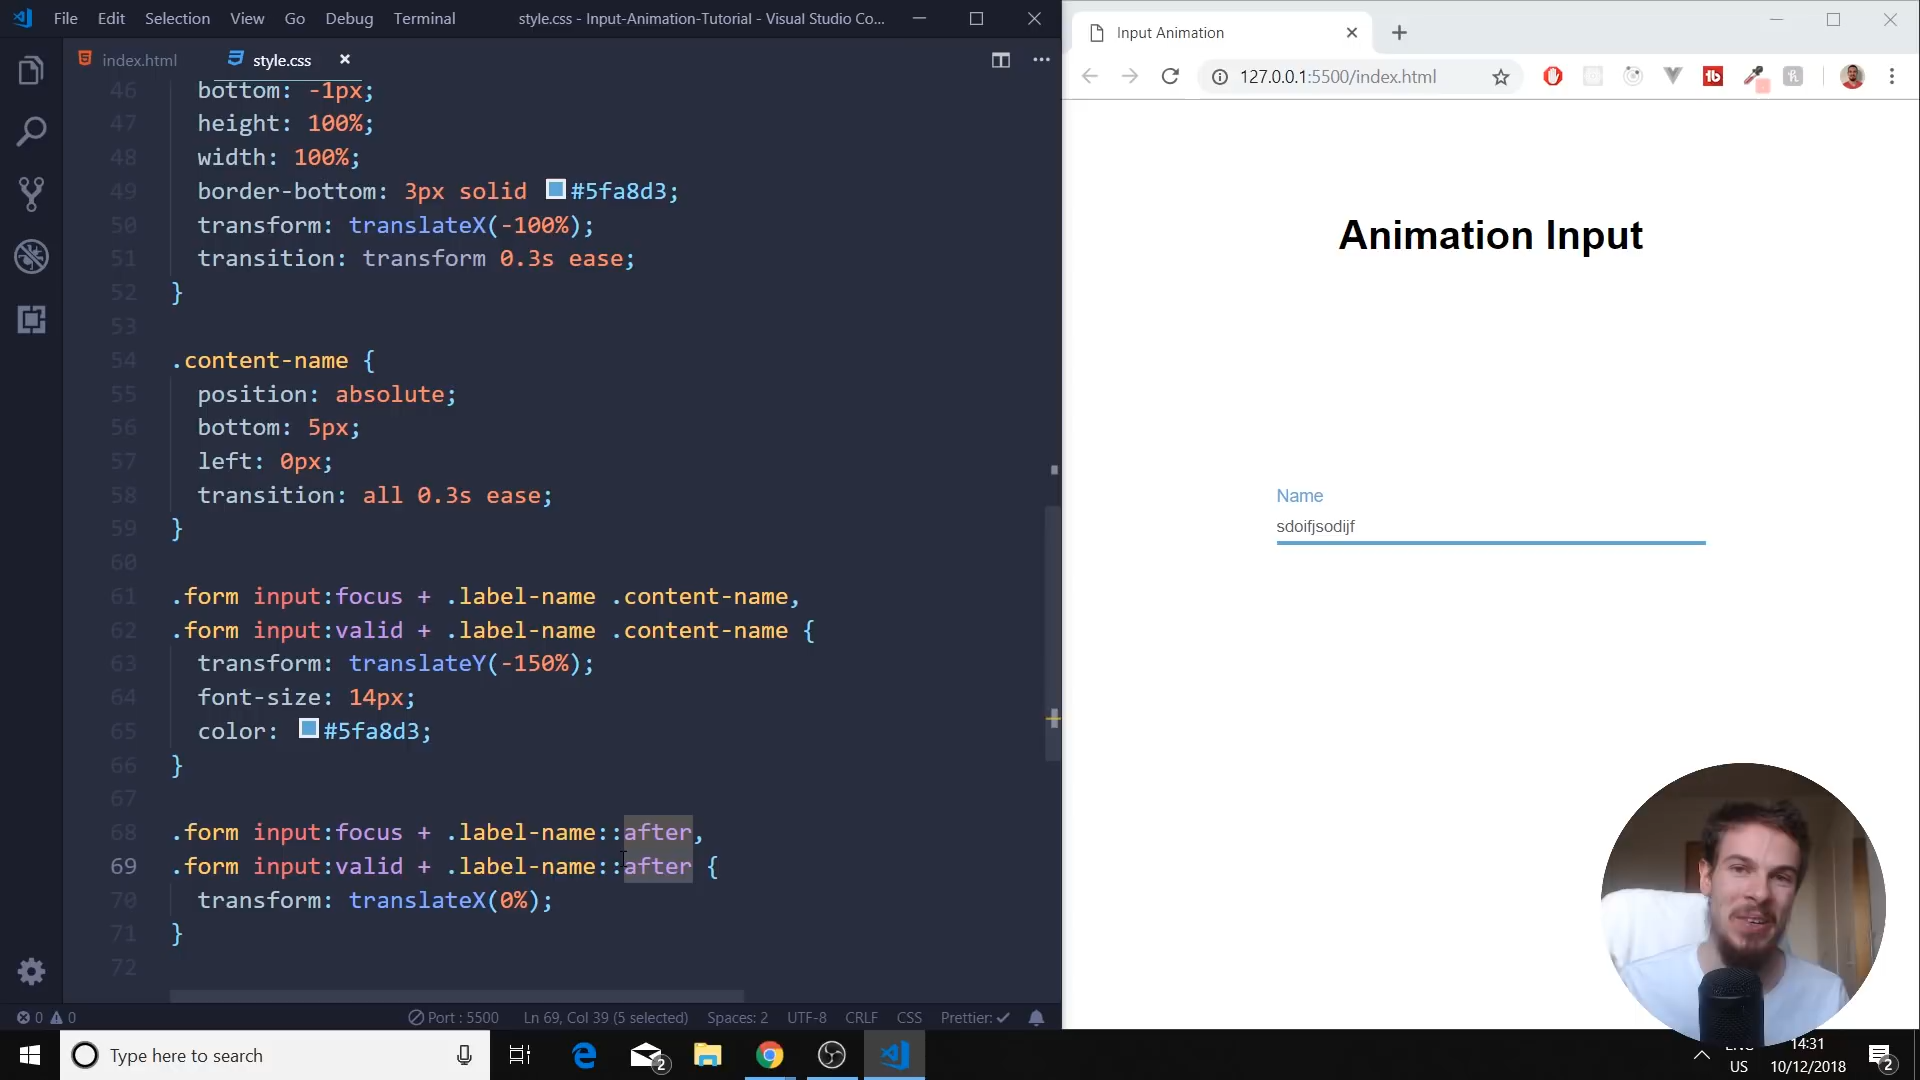 File Edit Selection View Go Debug Terminal
style.css - Input-Animation-Tutorial - Visual Studio Co...
index.html
style.css
46 bottom: -1px;
47 height: 100%;
48 width: 100%;
49 border-bottom: 3px solid #5fa8d3;
50 transform: translateX(-100%);
51 transition: transform 0.3s ease;
52 }
53
54 .content-name {
55 position: absolute;
56 bottom: 5px;
57 left: 0px;
58 transition: all 0.3s ease;
59 }
60
61 .form input:focus + .label-name .content-name,
62 .form input:valid + .label-name .content-name {
63 transform: translateY(-150%);
64 font-size: 14px;
65 color: #5fa8d3;
66 }
67
68 .form input:focus + .label-name::after,
69 .form input:valid + .label-name::after {
70 transform: translateX(0%);
71 }
72
0 0
Port : 5500
Ln 69, Col 39 (5 selected)
Spaces: 2
UTF-8
CRLF
CSS
Prettier:
Input Animation
127.0.0.1:5500/index.html
Animation Input
Name
sdoifjsodijf
Type here to search
2
US
14:31
10/12/2018
2